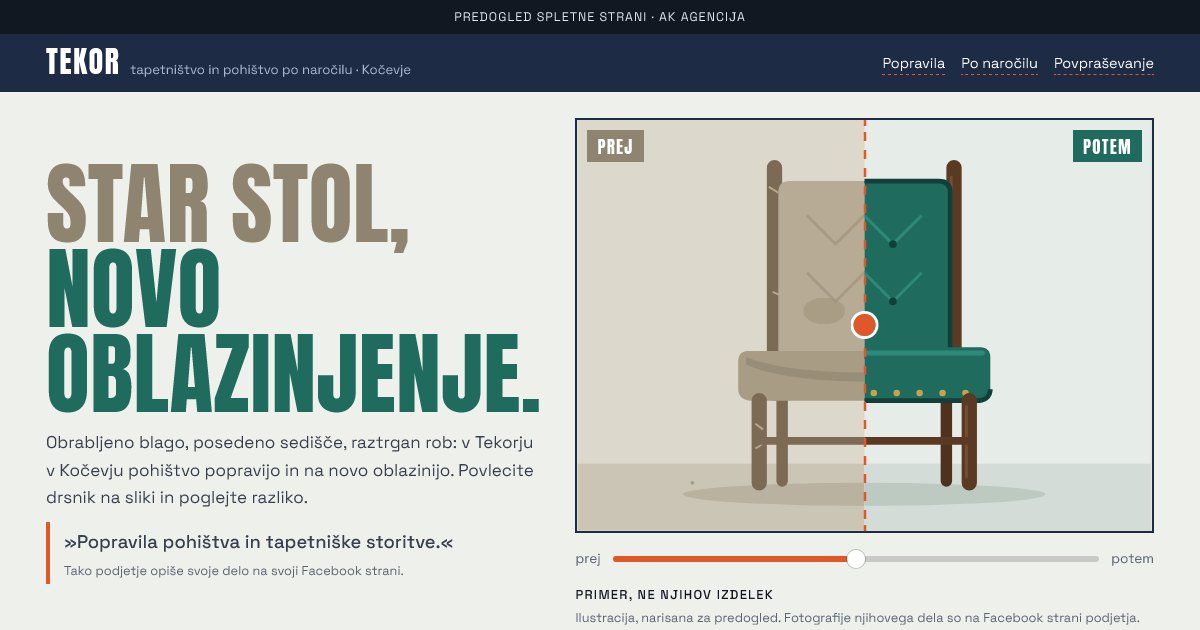 PREDOGLED SPLETNE STRANI · AK AGENCIJA
TEKOR tapetništvo in pohištvo po naročilu · Kočevje
Popravila Po naročilu Povpraševanje
STAR STOL,
NOVO
OBLAZINJENJE.
Obrabljeno blago, posedeno sedišče, raztrgan rob: v Tekorju
v Kočevju pohištvo popravijo in na novo oblazinijo. Povlecite
drsnik na sliki in poglejte razliko.
»Popravila pohištva in tapetniške storitve.«
Tako podjetje opiše svoje delo na svoji Facebook strani.
PREJ
POTEM
prej
potem
PRIMER, NE NJIHOV IZDELEK
Ilustracija, narisana za predogled. Fotografije njihovega dela so na Facebook strani podjetja.